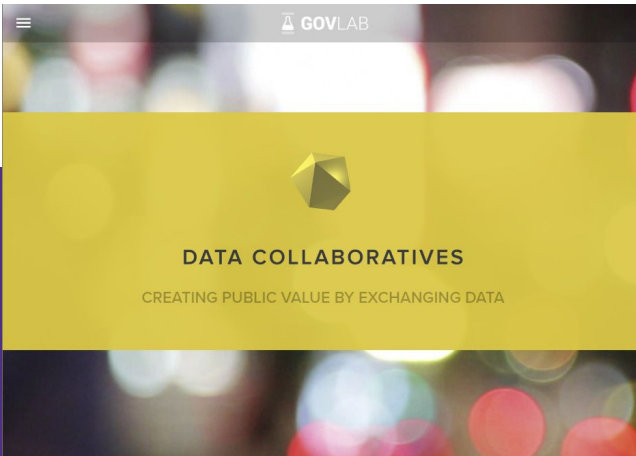 GOVLAB
DATA COLLABORATIVES
CREATING PUBLIC VALUE BY EXCHANGING DATA